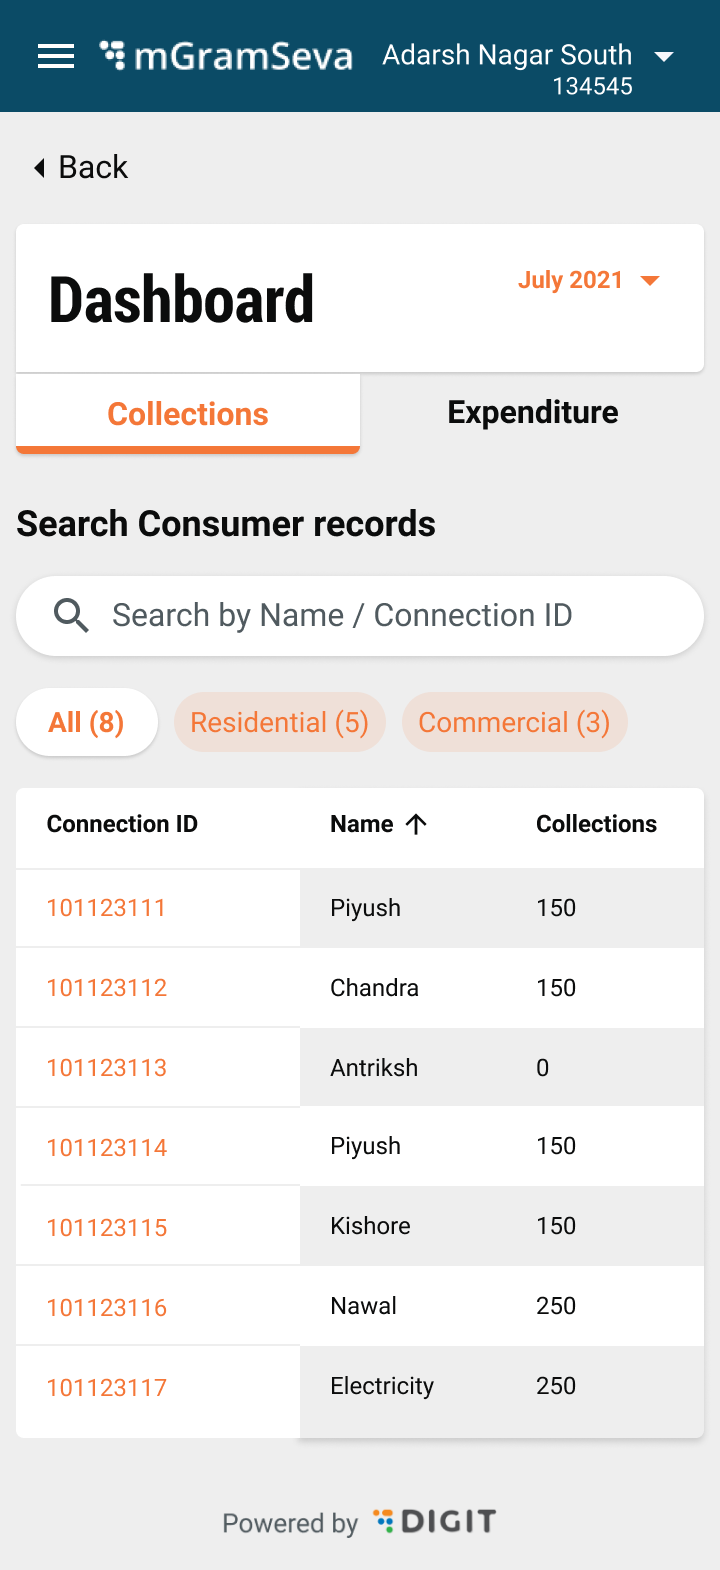 mGramSeva Adarsh Nagar South
134545
Back
Dashboard July 2021
Collections Expenditure
Search Consumer records
Search by Name / Connection ID
All (8) Residential (5) Commercial (3)
Connection ID Name Collections
101123111 Piyush 150
101123112 Chandra 150
101123113 Antriksh 0
101123114 Piyush 150
101123115 Kishore 150
101123116 Nawal 250
101123117 Electricity 250
Powered by DIGIT